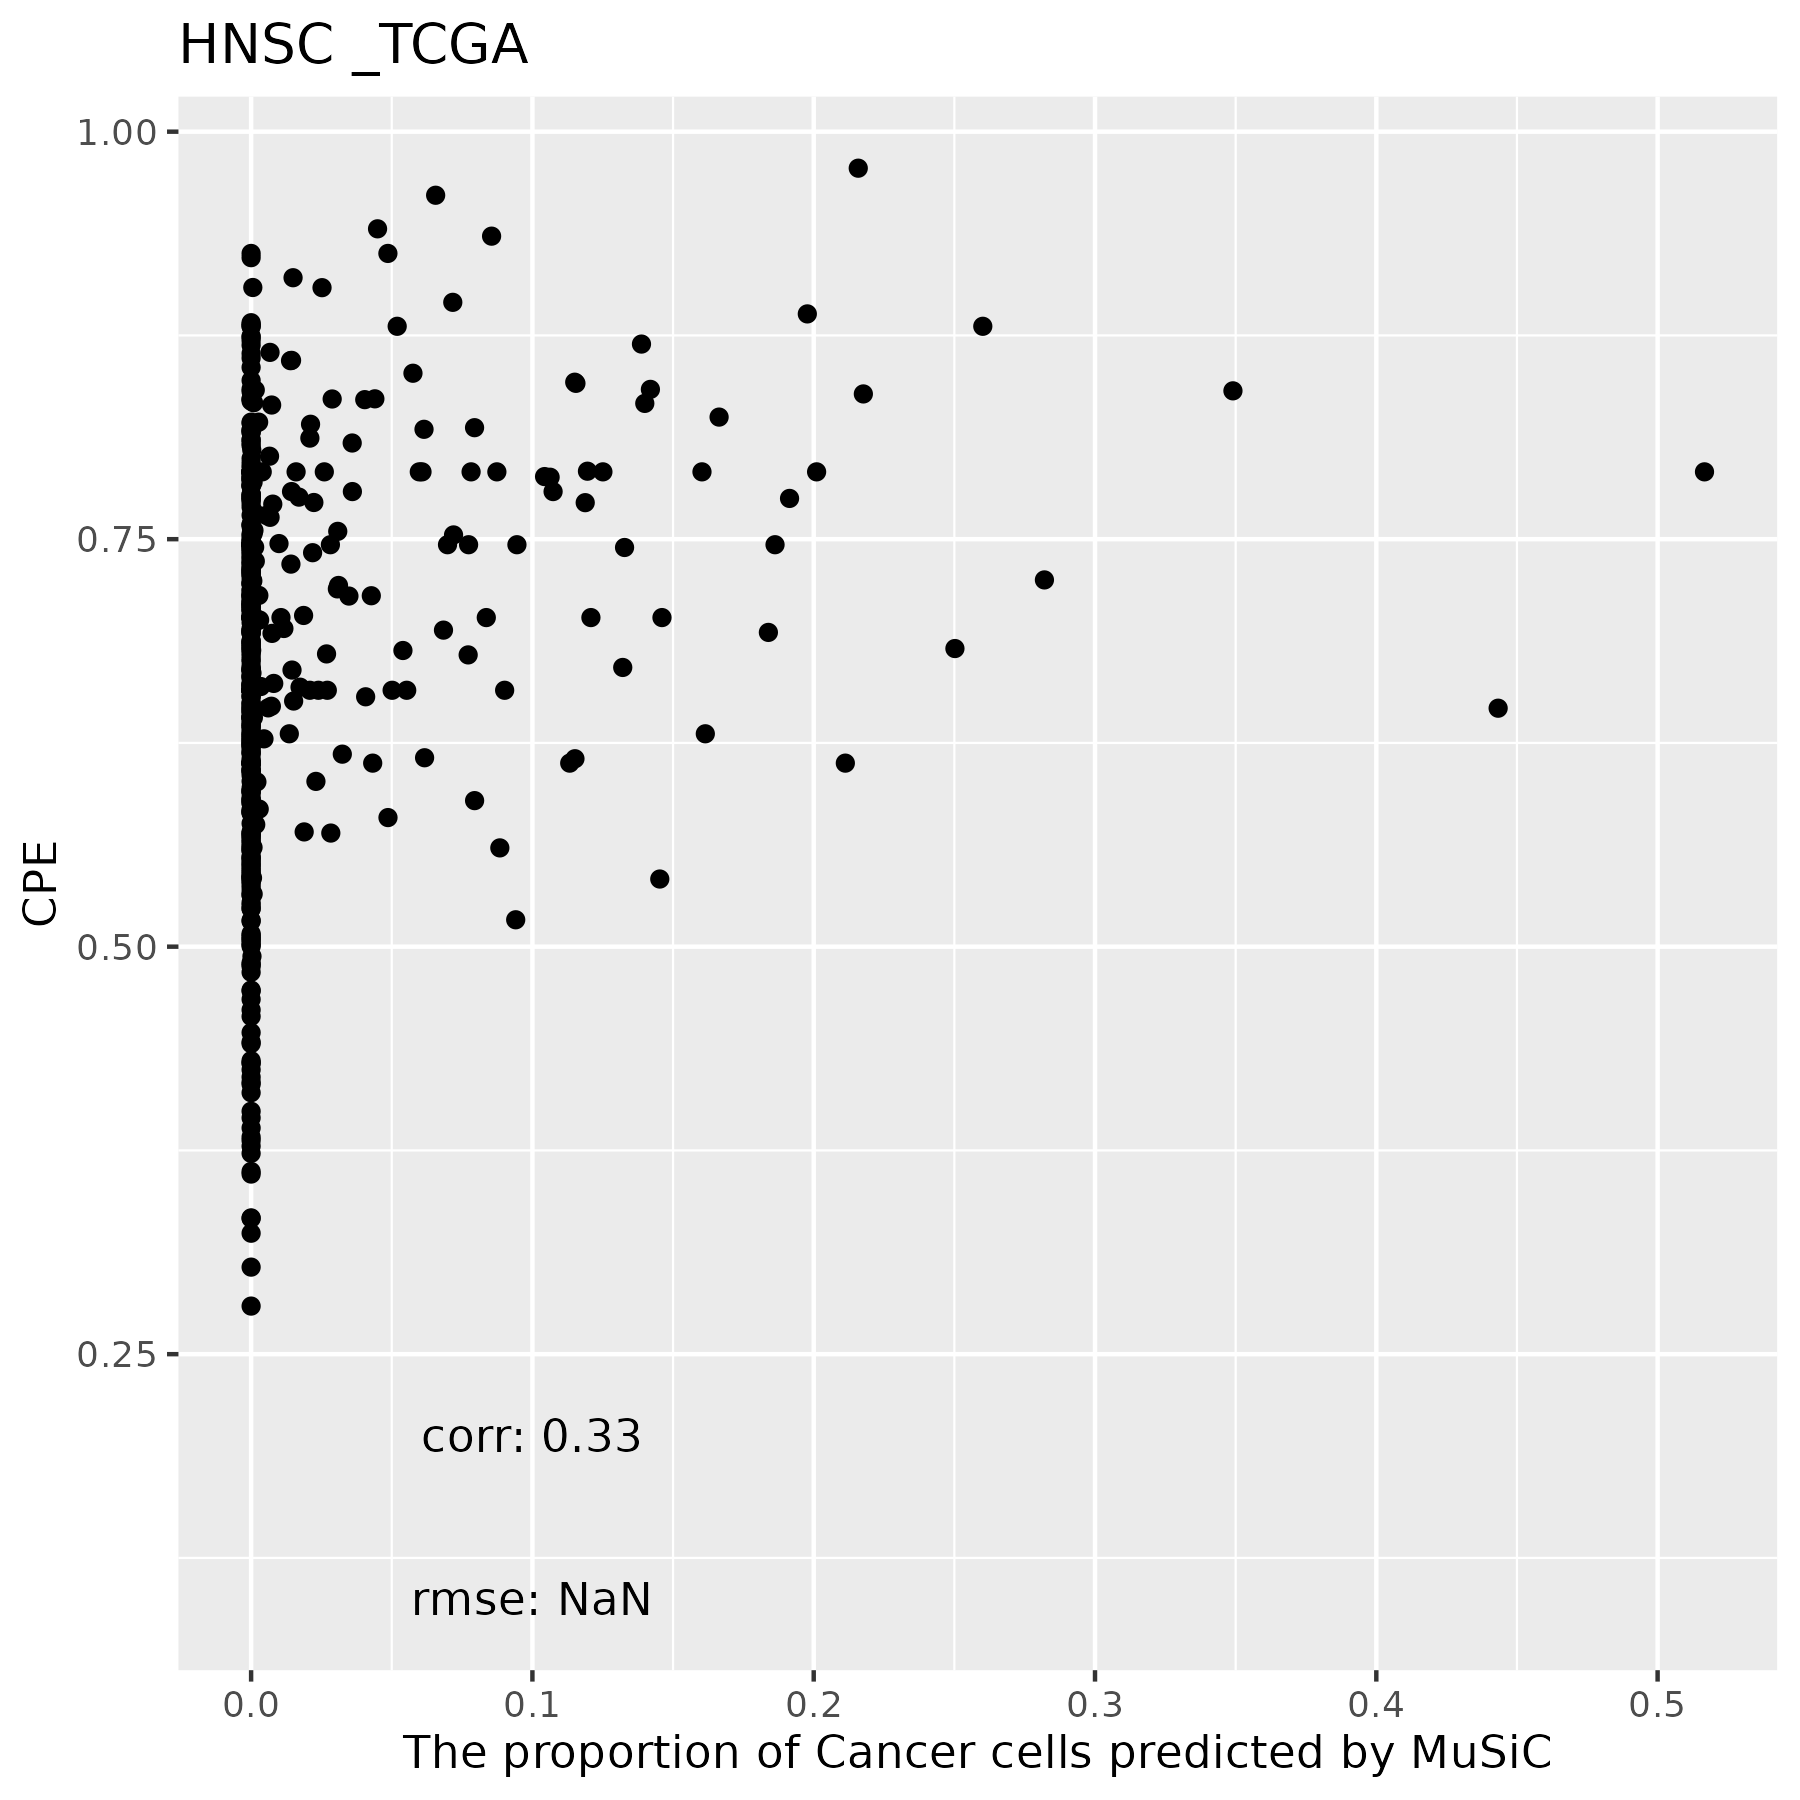 HNSC _TCGA
1.00
0.75
0.50
0.25
CPE
corr: 0.33
rmse: NaN
0.0 0.1 0.2 0.3 0.4 0.5
The proportion of Cancer cells predicted by MuSiC